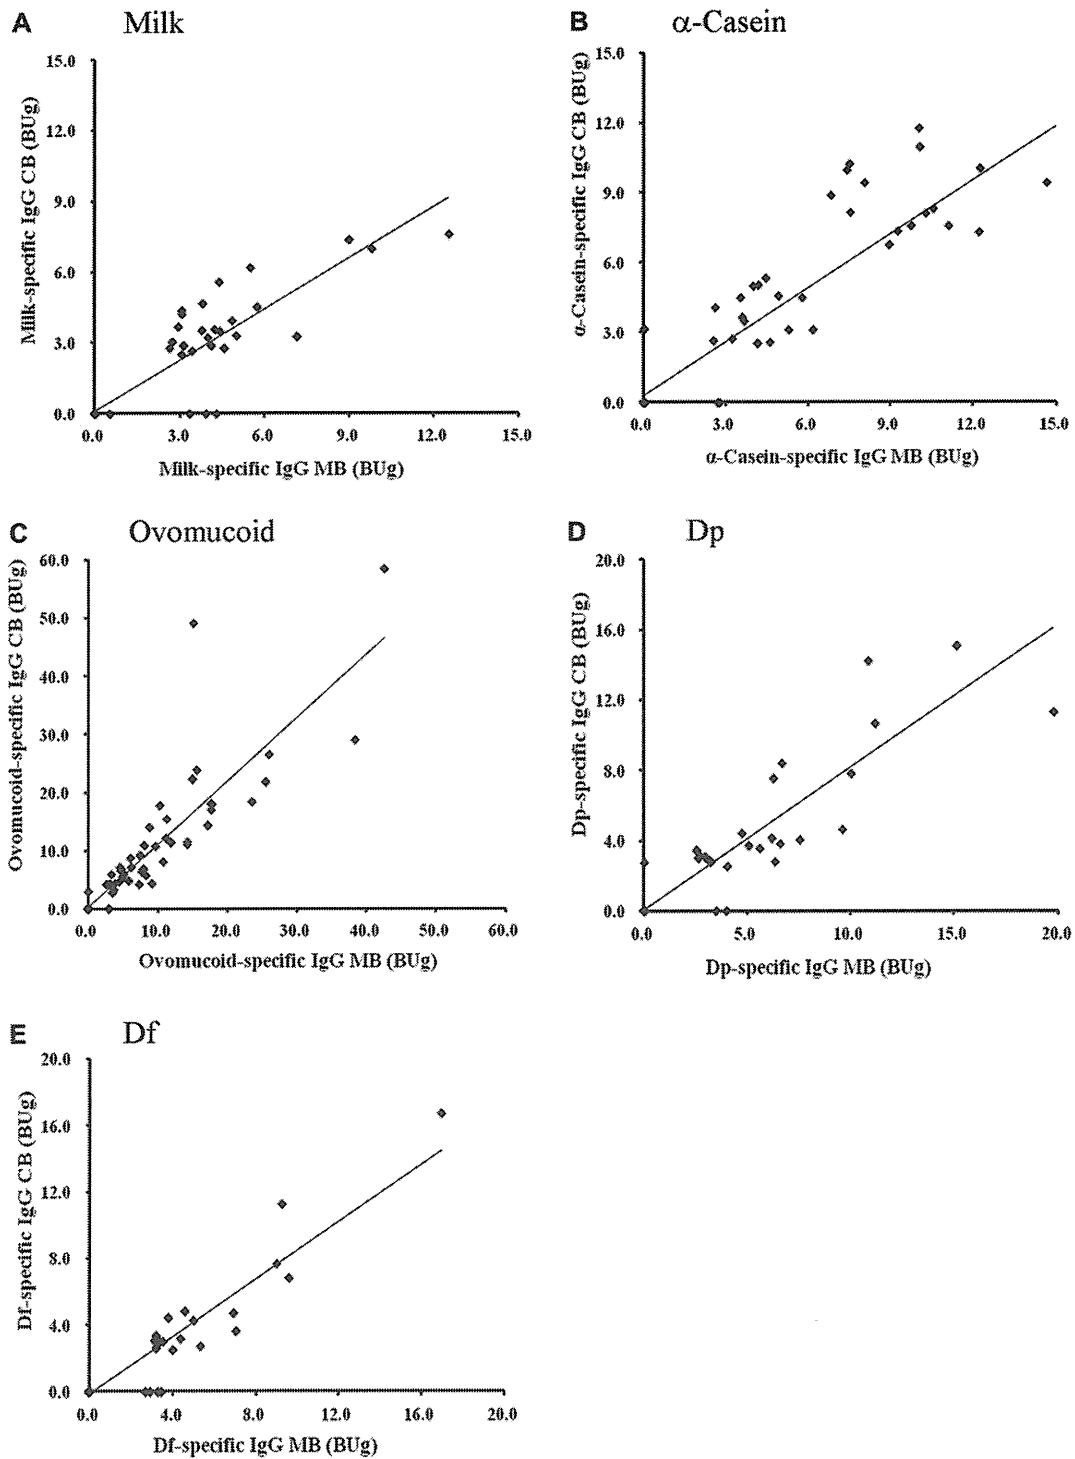 A Milk
15.0
12.0
9.0
6.0
3.0
0.0
Milk-specific IgG CB (BUg)
0.0 3.0 6.0 9.0 12.0 15.0
Milk-specific IgG MB (BUg)
B α-Casein
15.0
12.0
9.0
6.0
3.0
0.0
α-Casein-specific IgG CB (BUg)
0.0 3.0 6.0 9.0 12.0 15.0
α-Casein-specific IgG MB (BUg)
C Ovomucoid
60.0
50.0
40.0
30.0
20.0
10.0
0.0
Ovomucoid-specific IgG CB (BUg)
0.0 10.0 20.0 30.0 40.0 50.0 60.0
Ovomucoid-specific IgG MB (BUg)
D Dp
20.0
16.0
12.0
8.0
4.0
0.0
Dp-specific IgG CB (BUg)
0.0 5.0 10.0 15.0 20.0
Dp-specific IgG MB (BUg)
E Df
20.0
16.0
12.0
8.0
4.0
0.0
Df-specific IgG CB (BUg)
0.0 4.0 8.0 12.0 16.0 20.0
Df-specific IgG MB (BUg)